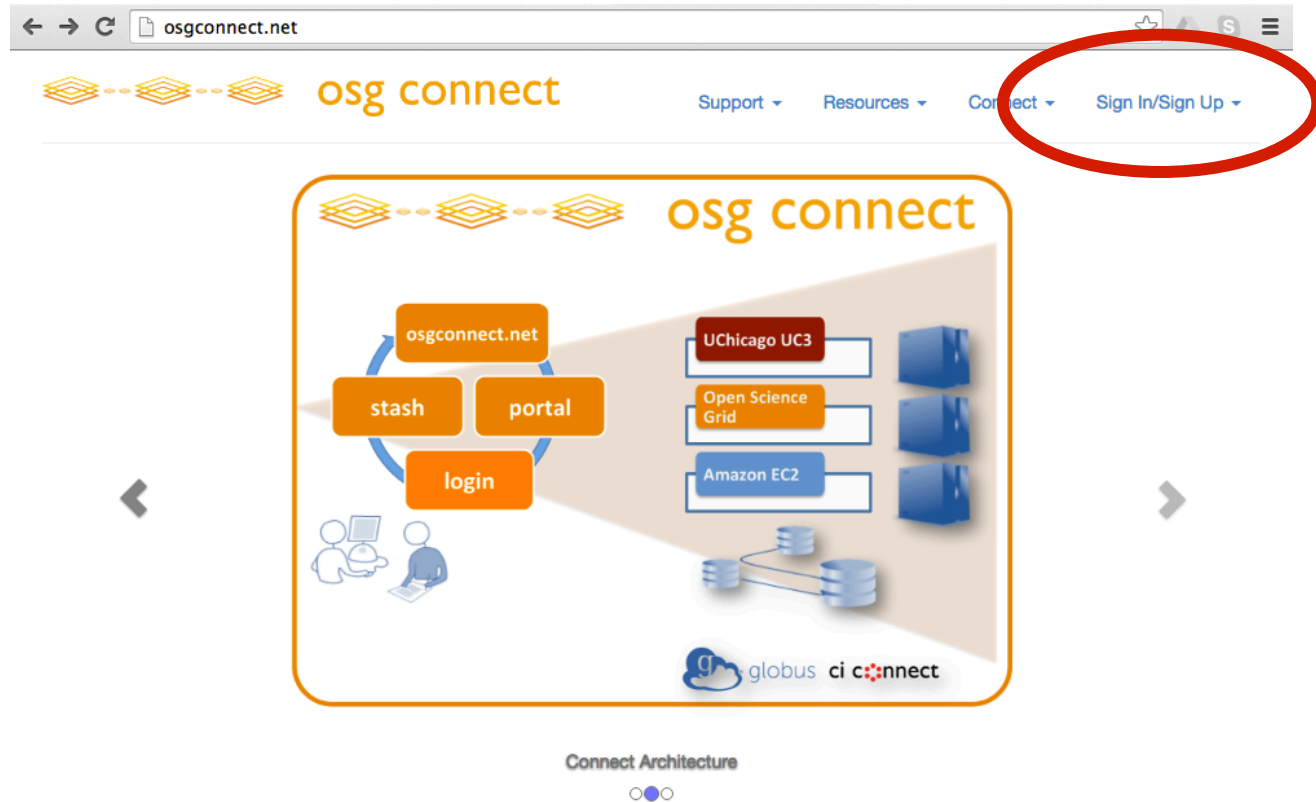 osgconnect.net
osg connect
Support
Resources
Connect
Sign In/Sign Up
osg connect
osgconnect.net
stash
portal
login
UChicago UC3
Open Science
Grid
Amazon EC2
g globus ci connect
Connect Architecture